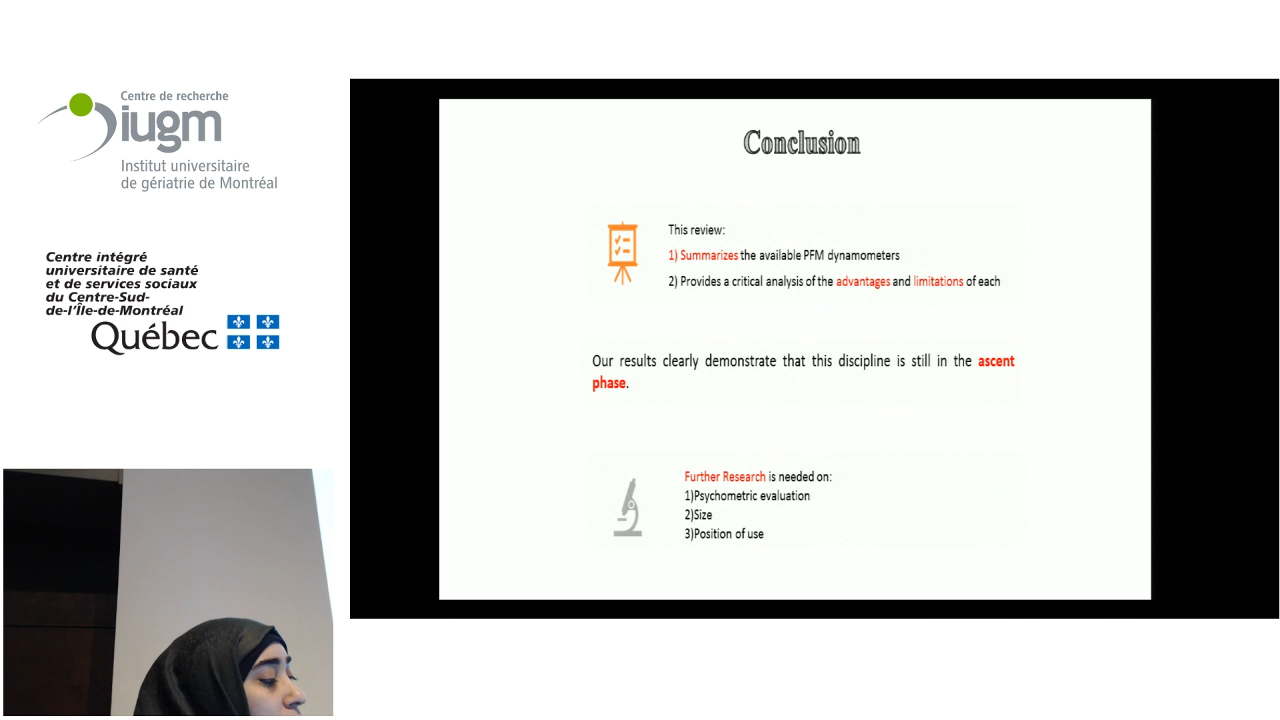 Centre de recherche
iugm
Institut universitaire
de gériatrie de Montréal
Centre intégré
universitaire de santé
et de services sociaux
du Centre-Sud-
de-l'Île-de-Montréal
Québec
Conclusion
This review:
1) Summarizes the available PFM dynamometers
2) Provides a critical analysis of the advantages and limitations of each
Our results clearly demonstrate that this discipline is still in the ascent
phase.
Further Research is needed on:
1)Psychometric evaluation
2)Size
3)Position of use